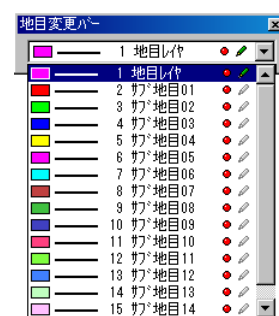 地目変更バー
1 地目レイヤ
1 地目レイヤ
2 サブ地目01
3 サブ地目02
4 サブ地目03
5 サブ地目04
6 サブ地目05
7 サブ地目06
8 サブ地目07
9 サブ地目08
10 サブ地目09
11 サブ地目10
12 サブ地目11
13 サブ地目12
14 サブ地目13
15 サブ地目14